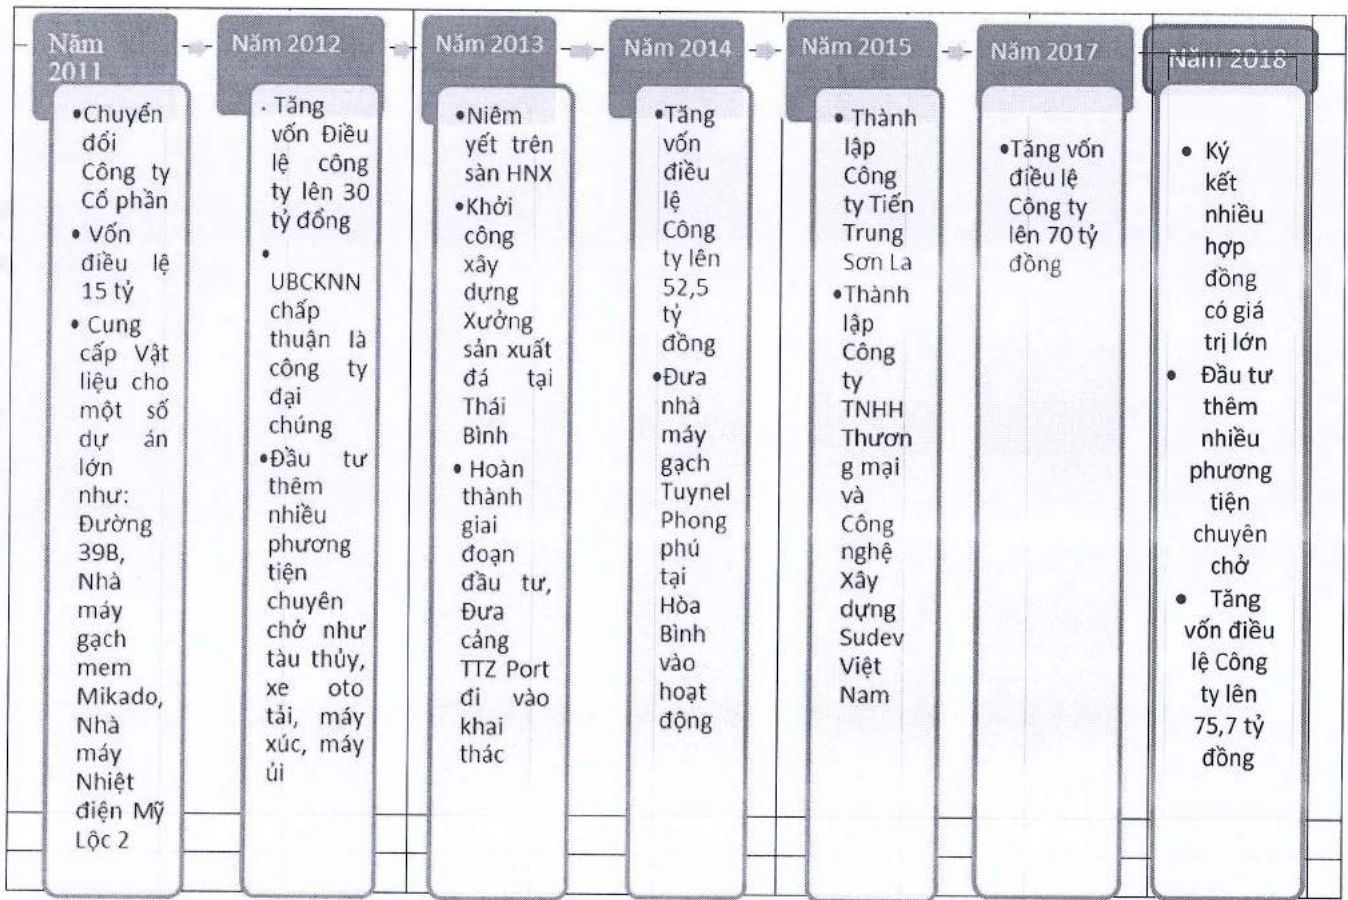 Năm
2011
•Chuyển
đổi
Công ty
Cổ phần
• Vốn
điều lệ
15 tỷ
• Cung
cấp Vật
liệu cho
một số
dự án
lớn
như:
Đường
39B,
Nhà
máy
gạch
mem
Mikado,
Nhà
máy
Nhiệt
điện Mỹ
Lộc 2
Năm 2012
. Tăng
vốn Điều
lệ công
ty lên 30
tỷ đồng
•
UBCKNN
chấp
thuận là
công ty
đại
chúng
•Đầu tư
thêm
nhiều
phương
tiện
chuyên
chở như
tàu thủy,
xe oto
tải, máy
xúc, máy
ủi
Năm 2013
•Niêm
yết trên
sàn HNX
•Khởi
công
xây
dựng
Xưởng
sản xuất
đá tại
Thái
Bình
• Hoàn
thành
giai
đoạn
đầu tư,
Đưa
cảng
TTZ Port
đi vào
khai
thác
Năm 2014
•Tăng
vốn
điều
lệ
Công
ty lên
52,5
tỷ
đồng
•Đưa
nhà
máy
gạch
Tuynel
Phong
phú
tại
Hòa
Bình
vào
hoạt
động
Năm 2015
• Thành
lập
Công
ty Tiến
Trung
Sơn La
•Thành
lập
Công
ty
TNHH
Thươn
g mại
và
Công
nghệ
Xây
dựng
Sudev
Việt
Nam
Năm 2017
•Tăng vốn
điều lệ
Công ty
lên 70 tỷ
đồng
Năm 2018
• Ký
kết
nhiều
hợp
đồng
có giá
trị lớn
• Đầu tư
thêm
nhiều
phương
tiện
chuyên
chở
• Tăng
vốn điều
lệ Công
ty lên
75,7 tỷ
đồng